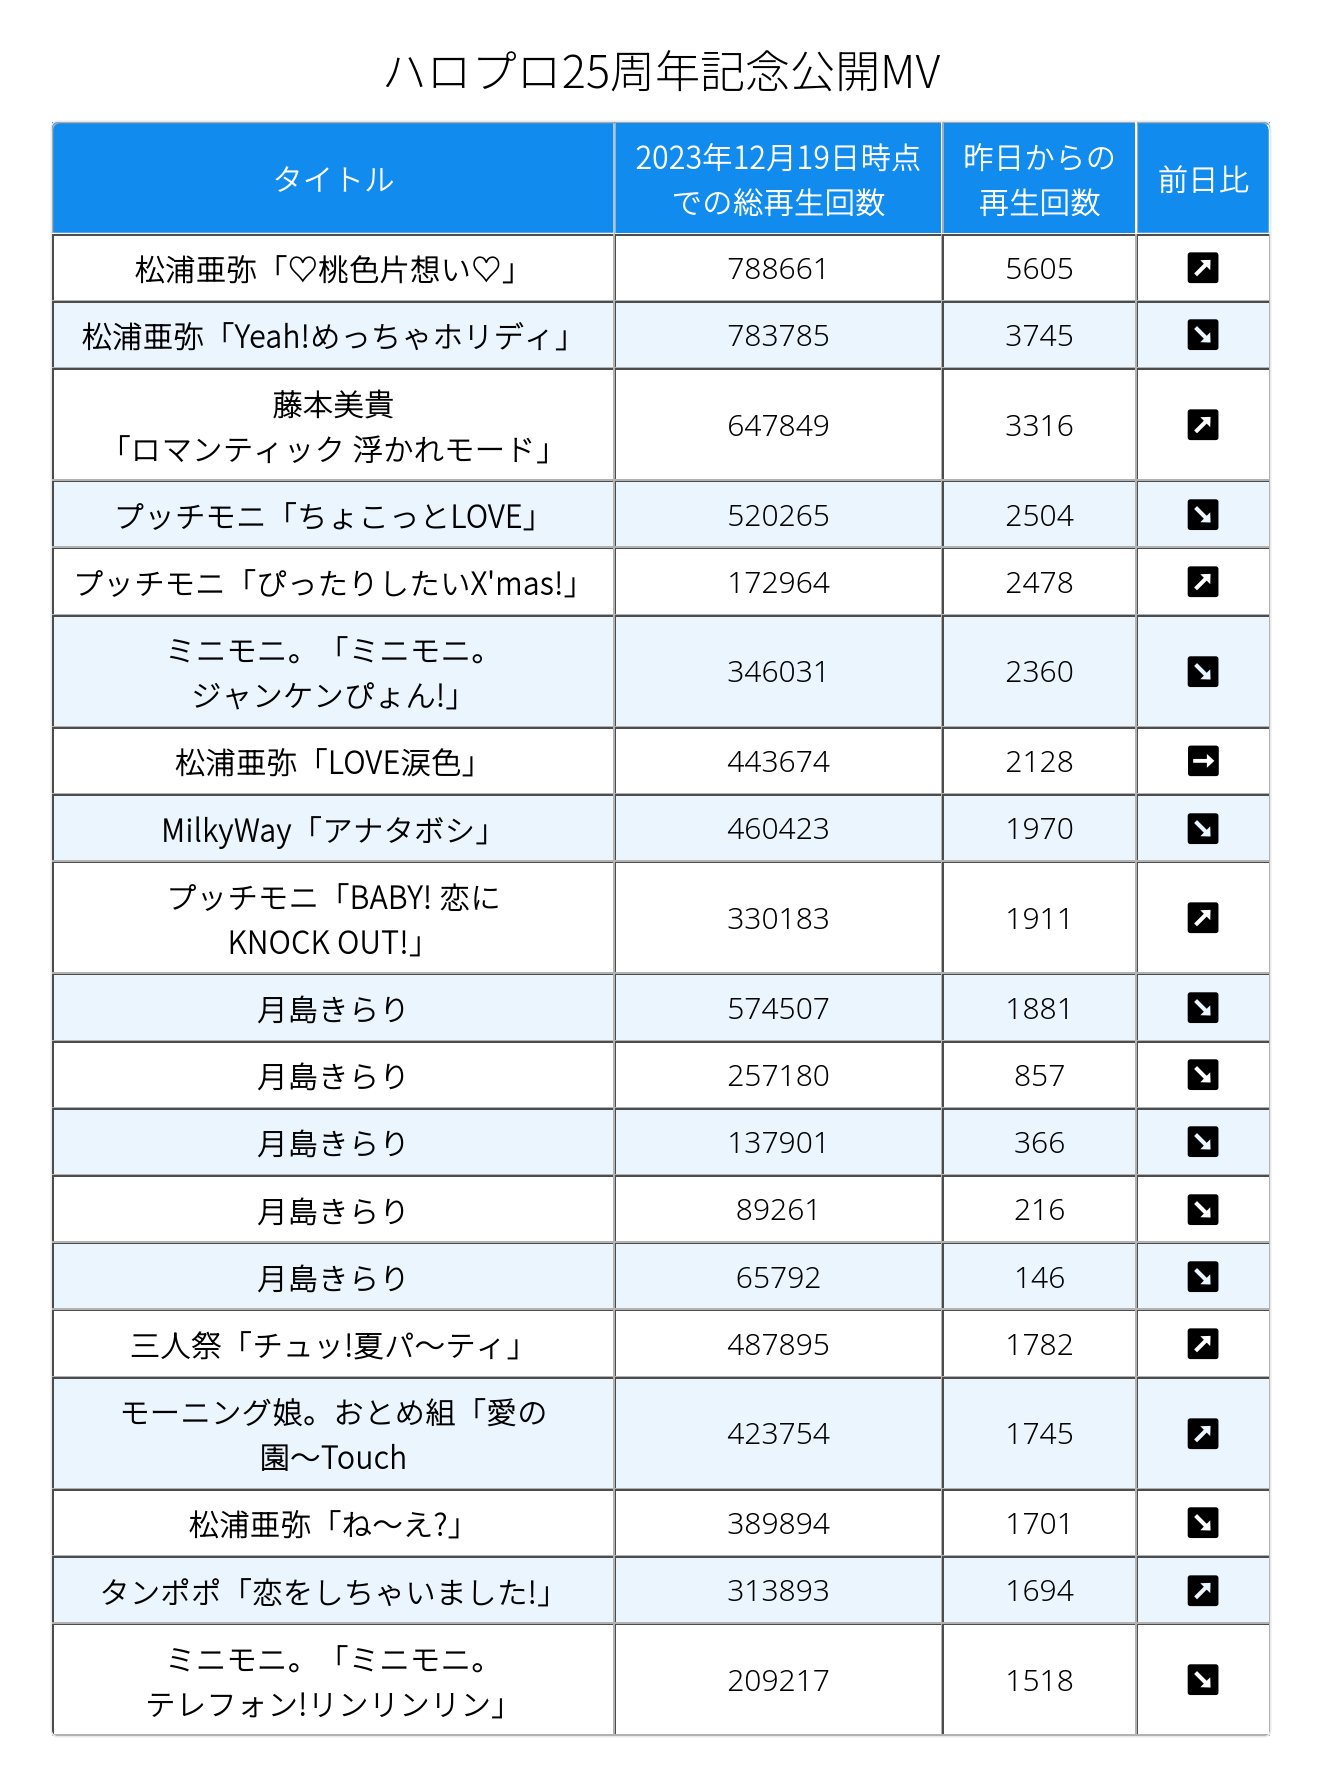 ハロプロ25周年記念公開MV
タイトル
2023年12月19日時点
での総再生回数
昨日からの
再生回数
前日比
松浦亜弥「♡桃色片想い♡」 788661 5605 ↗
松浦亜弥「Yeah!めっちゃホリディ」 783785 3745 ↘
藤本美貴
「ロマンティック 浮かれモード」 647849 3316 ↗
プッチモニ「ちょこっとLOVE」 520265 2504 ↘
プッチモニ「ぴったりしたいX'mas!」 172964 2478 ↗
ミニモニ。「ミニモニ。
ジャンケンぴょん!」 346031 2360 ↘
松浦亜弥「LOVE涙色」 443674 2128 →
MilkyWay「アナタボシ」 460423 1970 ↘
プッチモニ「BABY! 恋に
KNOCK OUT!」 330183 1911 ↗
月島きらり 574507 1881 ↘
月島きらり 257180 857 ↘
月島きらり 137901 366 ↘
月島きらり 89261 216 ↘
月島きらり 65792 146 ↘
三人祭「チュッ!夏パ〜ティ」 487895 1782 ↗
モーニング娘。おとめ組「愛の
園〜Touch 423754 1745 ↗
松浦亜弥「ね〜え?」 389894 1701 ↘
タンポポ「恋をしちゃいました!」 313893 1694 ↗
ミニモニ。「ミニモニ。
テレフォン!リンリンリン」 209217 1518 ↘